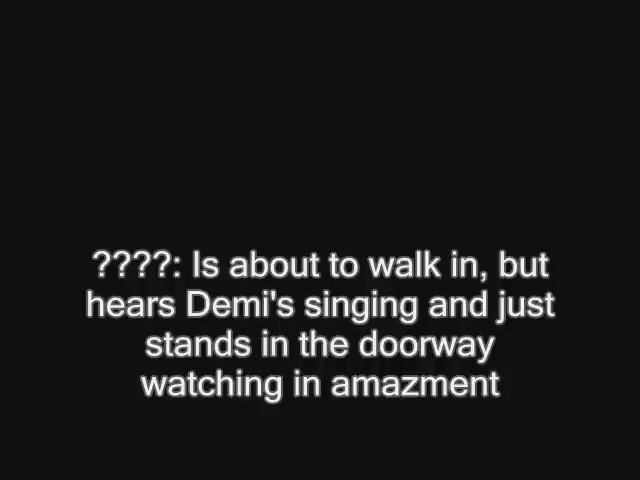 ????: Is about to walk in, but
hears Demi's singing and just
stands in the doorway
watching in amazment